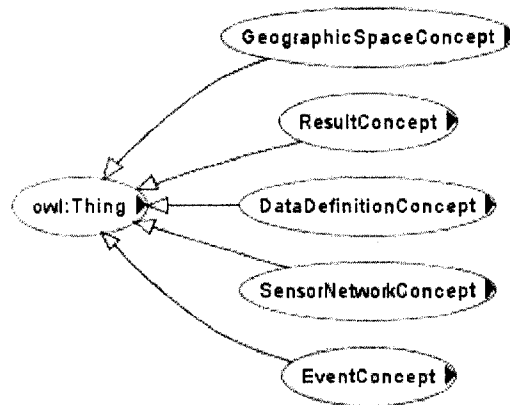 GeographicSpaceConcept
ResultConcept
owl:Thing
DataDefinitionConcept
SensorNetworkConcept
EventConcept